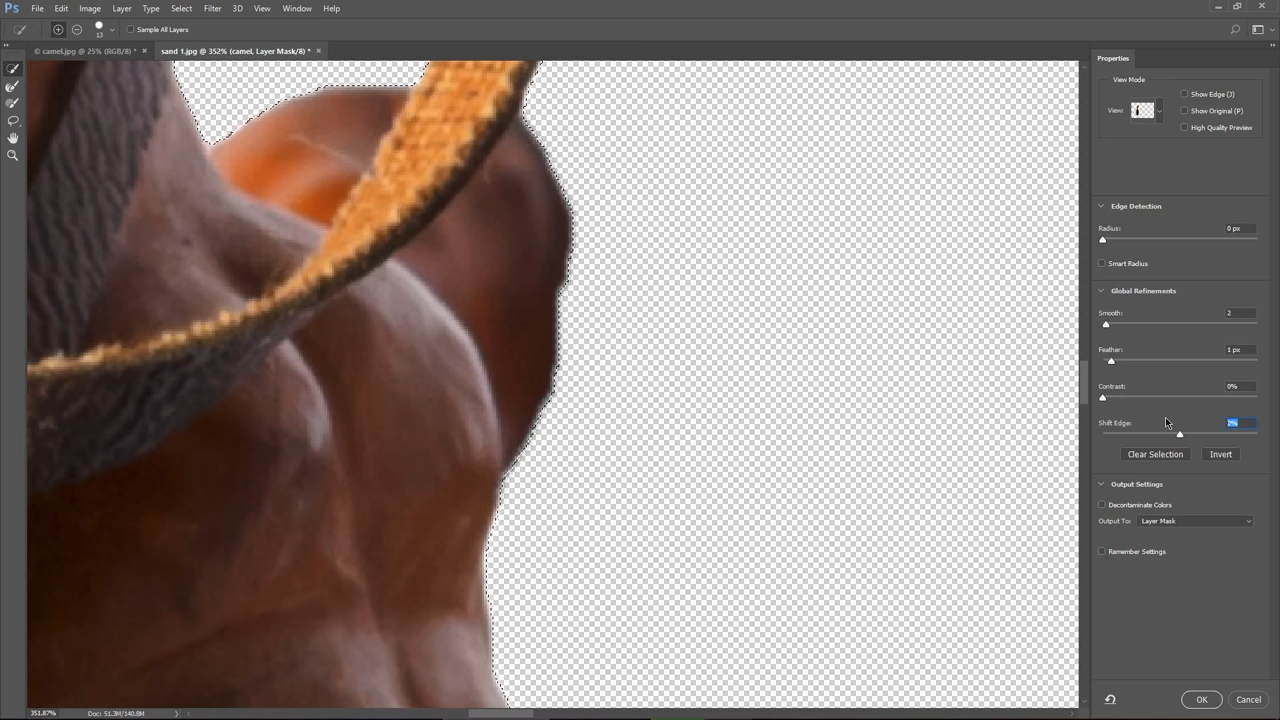 Ps File Edit Image Layer Type Select Filter 3D View Window Help
13 Sample All Layers
© camel.jpg @ 25% (RGB/8) * × sand 1.jpg @ 352% (camel, Layer Mask/8) * ×
Properties
View Mode
Show Edge (J)
View: Show Original (P)
High Quality Preview
Edge Detection
Radius: 0 px
Smart Radius
Global Refinements
Smooth: 2
Feather: 1 px
Contrast: 0%
Shift Edge:
Clear Selection Invert
Output Settings
Decontaminate Colors
Output To: Layer Mask
Remember Settings
OK Cancel
351.87% Doc: 51.3M/140.8M